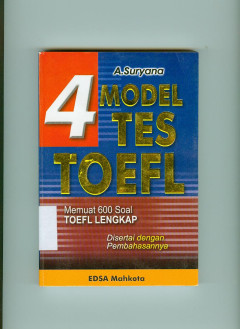 A.Suryana
4 MODEL
TES
TOEFL
Memuat 600 Soal
TOEFL LENGKAP
Disertai dengan
Pembahasannya
EDSA Mahkota